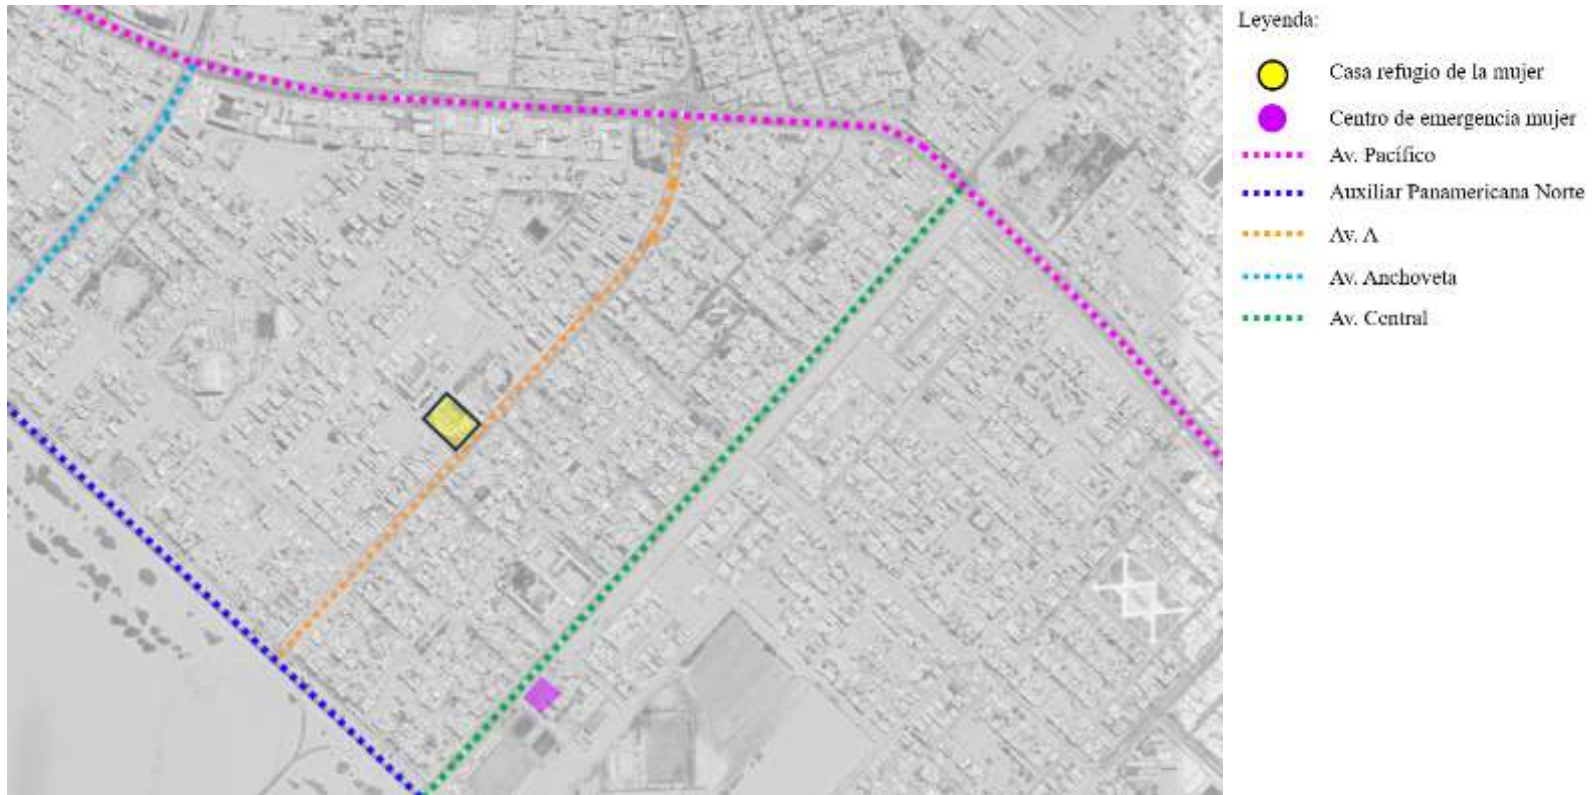 Leyenda:
Casa refugio de la mujer
Centro de emergencia mujer
Av. Pacífico
Auxiliar Panamericana Norte
Av. A
Av. Anchoveta
Av. Central